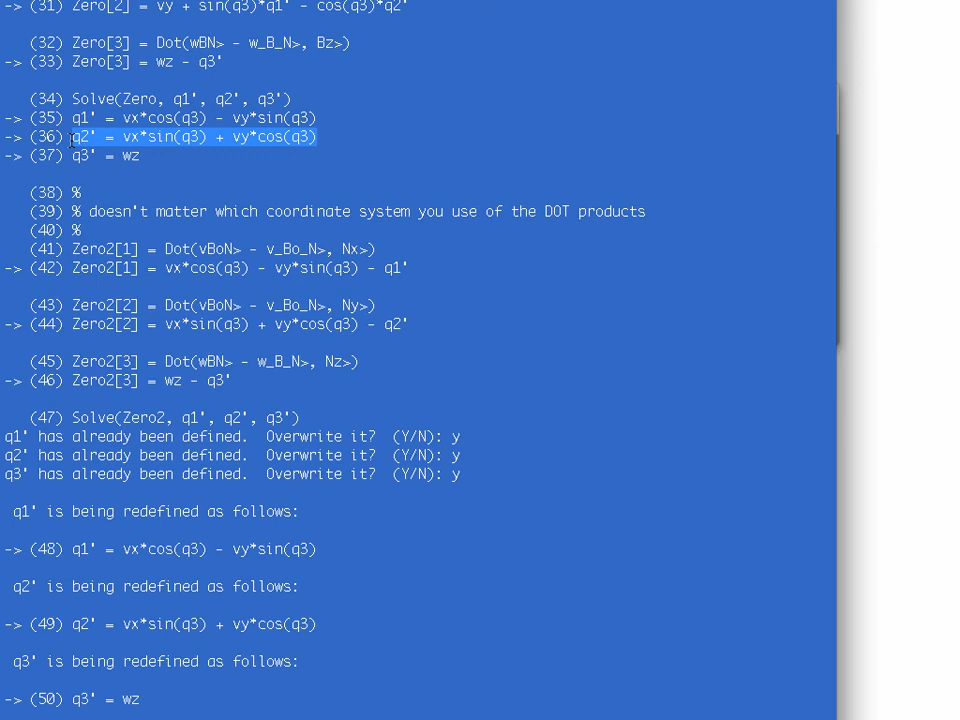 -> (31) Zero[2] = vy + sin(q3)*q1' - cos(q3)*q2'
(32) Zero[3] = Dot(wBN> - w_B_N>, Bz>)
-> (33) Zero[3] = wz - q3'
(34) Solve(Zero, q1', q2', q3')
-> (35) q1' = vx*cos(q3) - vy*sin(q3)
-> (36) q2' = vx*sin(q3) + vy*cos(q3)
-> (37) q3' = wz
(38) %
(39) % doesn't matter which coordinate system you use of the DOT products
(40) %
(41) Zero2[1] = Dot(vBoN> - v_Bo_N>, Nx>)
-> (42) Zero2[1] = vx*cos(q3) - vy*sin(q3) - q1'
(43) Zero2[2] = Dot(vBoN> - v_Bo_N>, Ny>)
-> (44) Zero2[2] = vx*sin(q3) + vy*cos(q3) - q2'
(45) Zero2[3] = Dot(wBN> - w_B_N>, Nz>)
-> (46) Zero2[3] = wz - q3'
(47) Solve(Zero2, q1', q2', q3')
q1' has already been defined.  Overwrite it?  (Y/N): y
q2' has already been defined.  Overwrite it?  (Y/N): y
q3' has already been defined.  Overwrite it?  (Y/N): y
q1' is being redefined as follows:
-> (48) q1' = vx*cos(q3) - vy*sin(q3)
q2' is being redefined as follows:
-> (49) q2' = vx*sin(q3) + vy*cos(q3)
q3' is being redefined as follows:
-> (50) q3' = wz